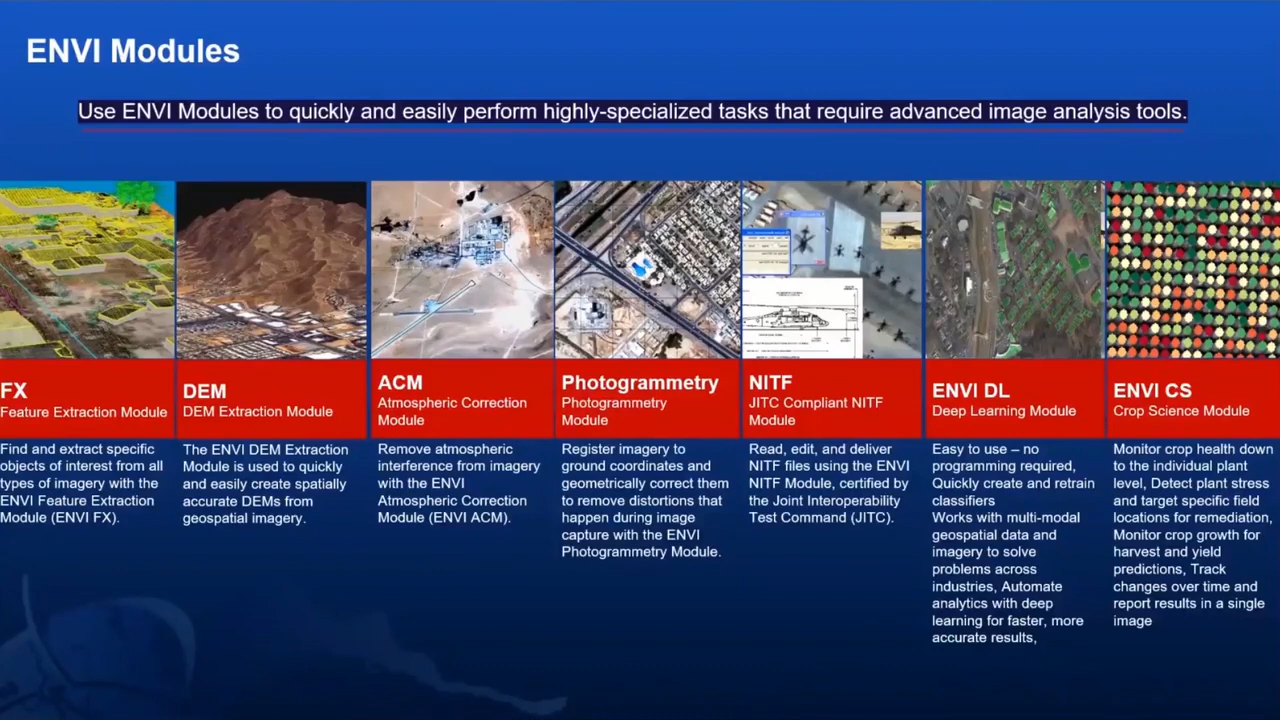 ENVI Modules
Use ENVI Modules to quickly and easily perform highly-specialized tasks that require advanced image analysis tools.
FX
Feature Extraction Module
Find and extract specific
objects of interest from all
types of imagery with the
ENVI Feature Extraction
Module (ENVI FX).
DEM
DEM Extraction Module
The ENVI DEM Extraction
Module is used to quickly
and easily create spatially
accurate DEMs from
geospatial imagery.
ACM
Atmospheric Correction
Module
Remove atmospheric
interference from imagery
with the ENVI
Atmospheric Correction
Module (ENVI ACM).
Photogrammetry
Photogrammetry
Module
Register imagery to
ground coordinates and
geometrically correct them
to remove distortions that
happen during image
capture with the ENVI
Photogrammetry Module.
NITF
JITC Compliant NITF
Module
Read, edit, and deliver
NITF files using the ENVI
NITF Module, certified by
the Joint Interoperability
Test Command (JITC).
ENVI DL
Deep Learning Module
Easy to use – no
programming required,
Quickly create and retrain
classifiers
Works with multi-modal
geospatial data and
imagery to solve
problems across
industries, Automate
analytics with deep
learning for faster, more
accurate results,
ENVI CS
Crop Science Module
Monitor crop health down
to the individual plant
level, Detect plant stress
and target specific field
locations for remediation,
Monitor crop growth for
harvest and yield
predictions, Track
changes over time and
report results in a single
image